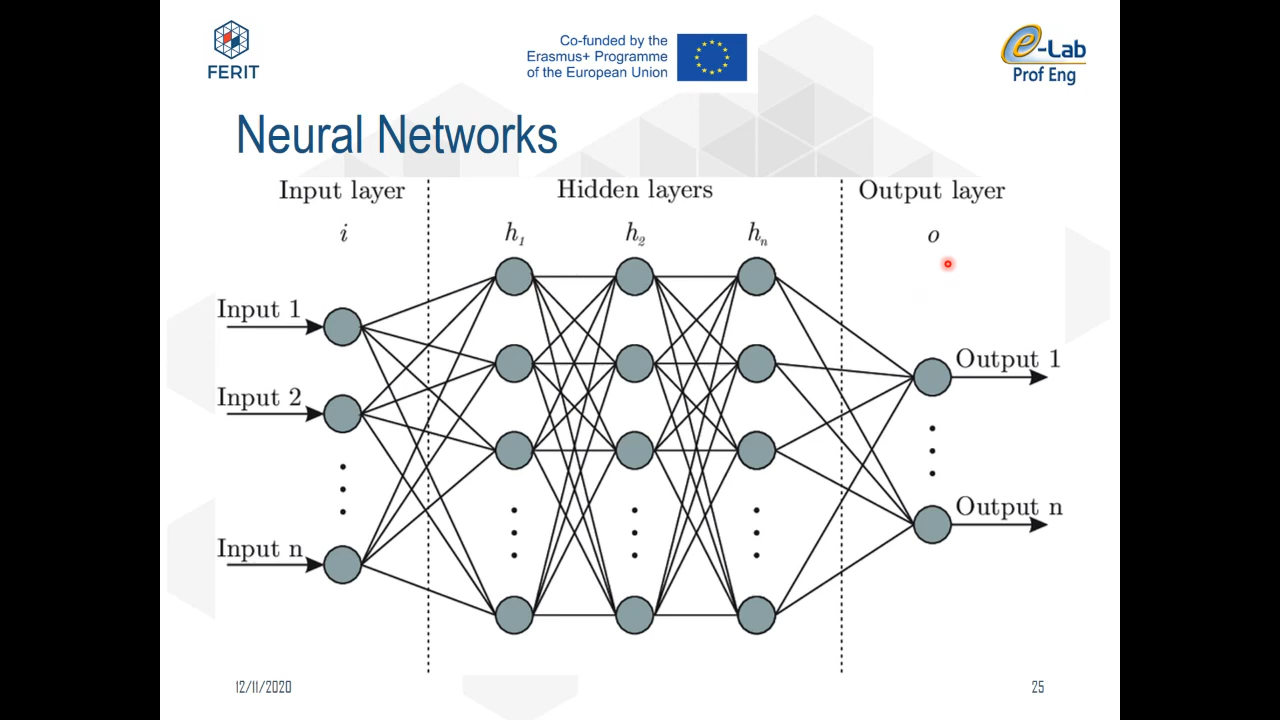 FERIT
Co-funded by the
Erasmus+ Programme
of the European Union
e-Lab
Prof Eng
Neural Networks
Input layer
Hidden layers
Output layer
i
h₁
h₂
hₙ
o
Input 1
Input 2
Input n
Output 1
Output n
12/11/2020
25